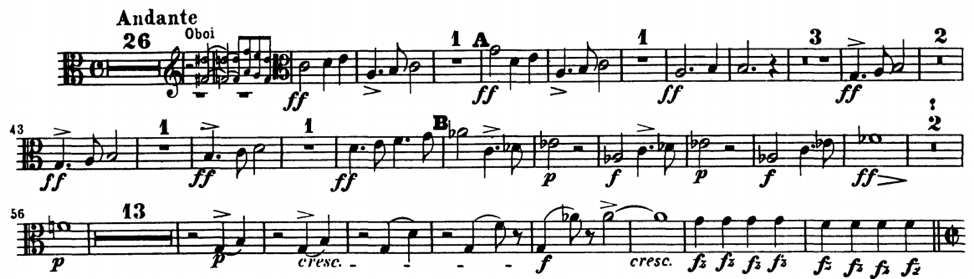 Andante
26 Oboi 1 A 1 3 2
ff ff ff ff
43 1 1 B 2
ff ff ff p f p f ff
56 13
p p cresc. f cresc. fz fz fz fz fz fz fz fz